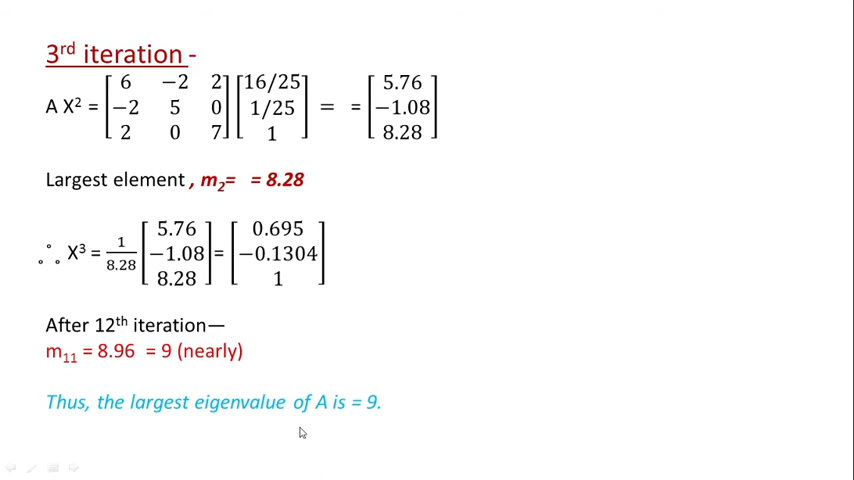 3rd iteration -
A X² = [6 −2 2; −2 5 0; 2 0 7] [16/25; 1/25; 1] = = [5.76; −1.08; 8.28]
Largest element , m₂= = 8.28
∴ X³ = 1/8.28 [5.76; −1.08; 8.28] = [0.695; −0.1304; 1]
After 12th iteration—
m₁₁ = 8.96 = 9 (nearly)
Thus, the largest eigenvalue of A is = 9.